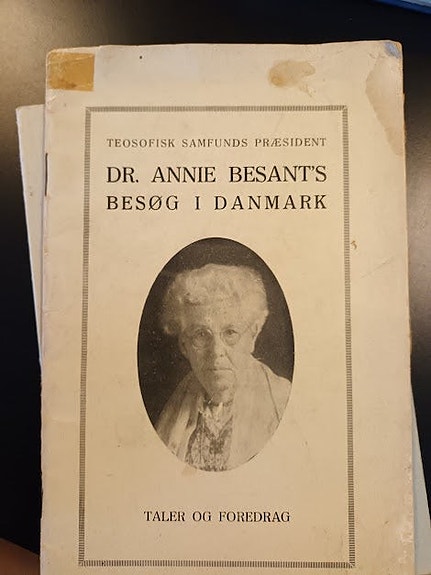 TEOSOFISK SAMFUNDS PRÆSIDENT
DR. ANNIE BESANT'S
BESØG I DANMARK
TALER OG FOREDRAG